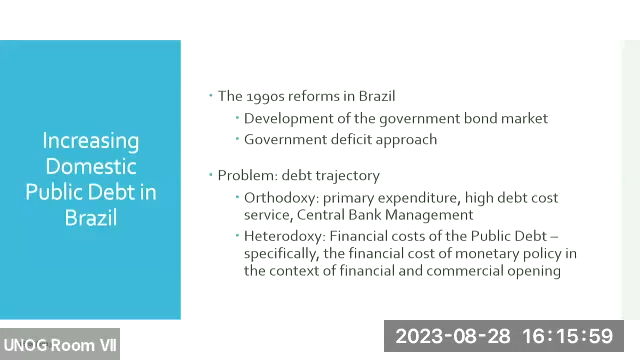 Increasing
Domestic
Public Debt in
Brazil
• The 1990s reforms in Brazil
• Development of the government bond market
• Government deficit approach
• Problem: debt trajectory
• Orthodoxy: primary expenditure, high debt cost
service, Central Bank Management
• Heterodoxy: Financial costs of the Public Debt –
specifically, the financial cost of monetary policy in
the context of financial and commercial opening
UNOG Room VII
2023-08-28 16:15:59